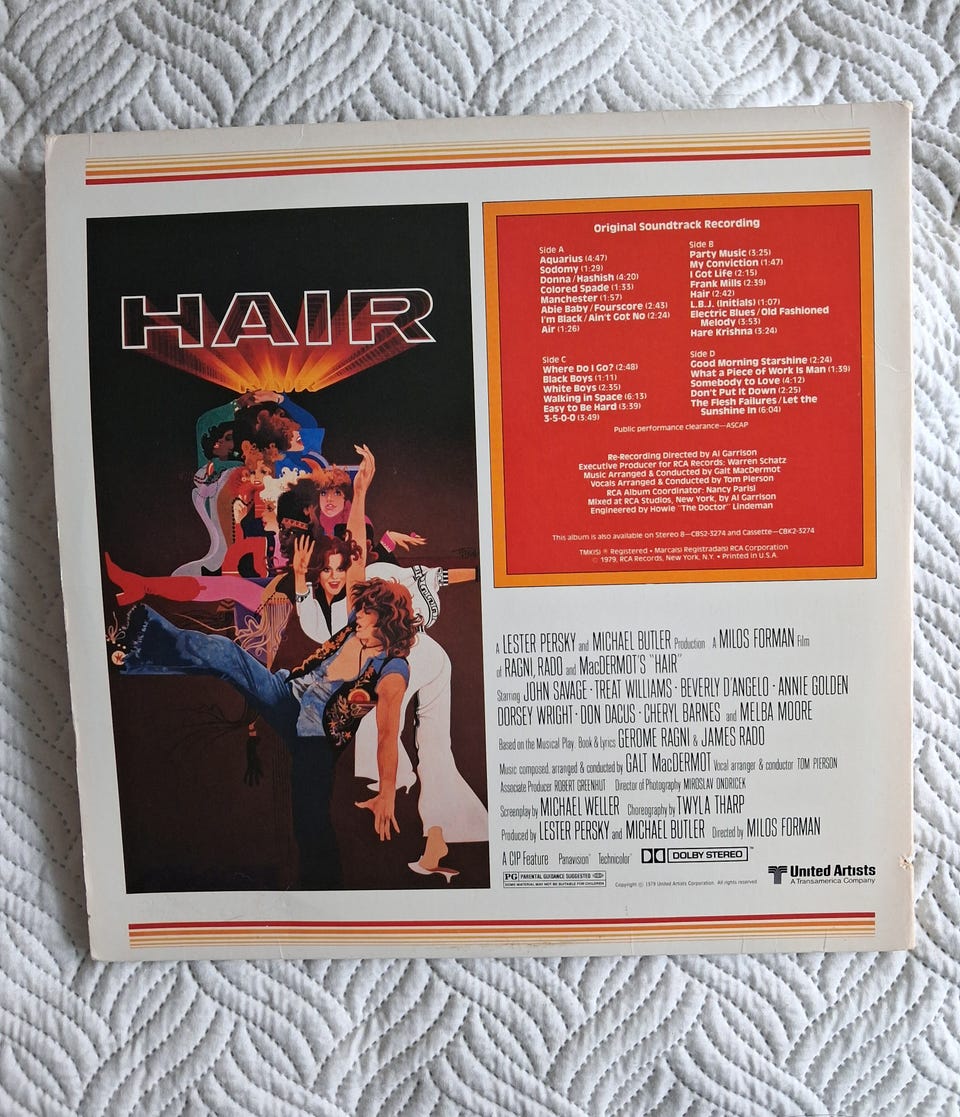 HAIR
Original Soundtrack Recording
Side A
Aquarius (4:47)
Sodomy (1:29)
Donna/Hashish (4:20)
Colored Spade (1:33)
Manchester (1:57)
Abie Baby/Fourscore (2:43)
I'm Black/Ain't Got No (2:24)
Air (1:26)
Side B
Party Music (3:25)
My Conviction (1:47)
I Got Life (2:15)
Frank Mills (2:39)
Hair (2:42)
L.B.J. (Initials) (1:07)
Electric Blues/Old Fashioned
Melody (3:53)
Hare Krishna (3:24)
Side C
Where Do I Go? (2:48)
Black Boys (1:11)
White Boys (2:35)
Walking in Space (6:13)
Easy to Be Hard (3:39)
3-5-0-0 (3:49)
Side D
Good Morning Starshine (2:24)
What a Piece of Work Is Man (1:39)
Somebody to Love (4:12)
Don't Put It Down (2:25)
The Flesh Failures/Let the
Sunshine In (6:04)
Public performance clearance—ASCAP
Re-Recording Directed by Al Garrison
Executive Producer for RCA Records: Warren Schatz
Music Arranged & Conducted by Galt MacDermot
Vocals Arranged & Conducted by Tom Pierson
RCA Album Coordinator: Nancy Parisi
Mixed at RCA Studios, New York, by Al Garrison
Engineered by Howie "The Doctor" Lindeman
This album is also available on Stereo 8—CBS2-3274 and Cassette—CBK2-3274
TMK(S) ® Registered • Marca(s) Registrada(s) RCA Corporation
© 1979, RCA Records, New York, N.Y. • Printed in U.S.A.
A LESTER PERSKY and MICHAEL BUTLER Production A MILOS FORMAN Film
of RAGNI, RADO and MacDERMOT'S "HAIR"
Starring JOHN SAVAGE · TREAT WILLIAMS · BEVERLY D'ANGELO · ANNIE GOLDEN
DORSEY WRIGHT · DON DACUS · CHERYL BARNES and MELBA MOORE
Based on the Musical Play. Book & Lyrics GEROME RAGNI & JAMES RADO
Music composed, arranged & conducted by GALT MacDERMOT Vocal arranger & conductor TOM PIERSON
Associate Producer ROBERT GREENHUT Director of Photography MIROSLAV ONDRICEK
Screenplay by MICHAEL WELLER Choreography by TWYLA THARP
Produced by LESTER PERSKY and MICHAEL BUTLER Directed by MILOS FORMAN
A CIP Feature Panavision® Technicolor® DOLBY STEREO ™
PG PARENTAL GUIDANCE SUGGESTED
SOME MATERIAL MAY NOT BE SUITABLE FOR CHILDREN
Copyright © 1979 United Artists Corporation. All rights reserved.
United Artists
A Transamerica Company